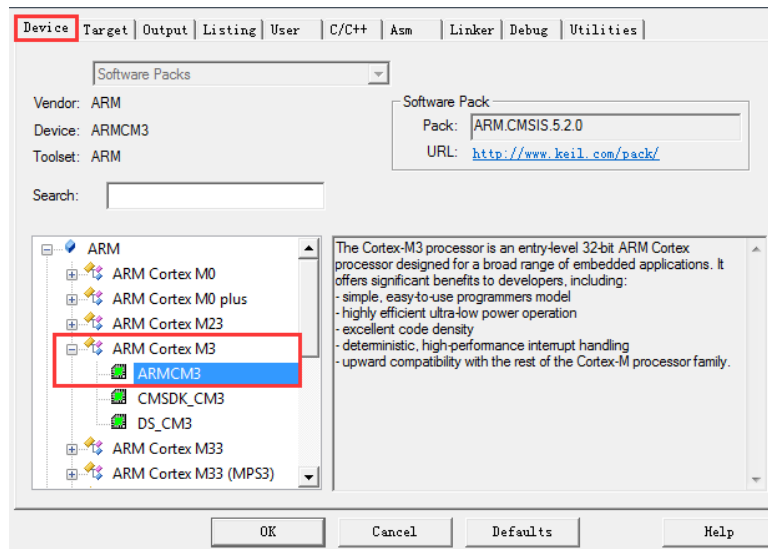 Device Target Output Listing User C/C++ Asm Linker Debug Utilities
Software Packs
Vendor: ARM
Device: ARMCM3
Toolset: ARM
Search:
Software Pack
Pack: ARM.CMSIS.5.2.0
URL: http://www.keil.com/pack/
ARM
ARM Cortex M0
ARM Cortex M0 plus
ARM Cortex M23
ARM Cortex M3
ARMCM3
CMSDK_CM3
DS_CM3
ARM Cortex M33
ARM Cortex M33 (MPS3)
The Cortex-M3 processor is an entry-level 32-bit ARM Cortex
processor designed for a broad range of embedded applications. It
offers significant benefits to developers, including:
- simple, easy-to-use programmers model
- highly efficient ultra-low power operation
- excellent code density
- deterministic, high-performance interrupt handling
- upward compatibility with the rest of the Cortex-M processor family.
OK Cancel Defaults Help